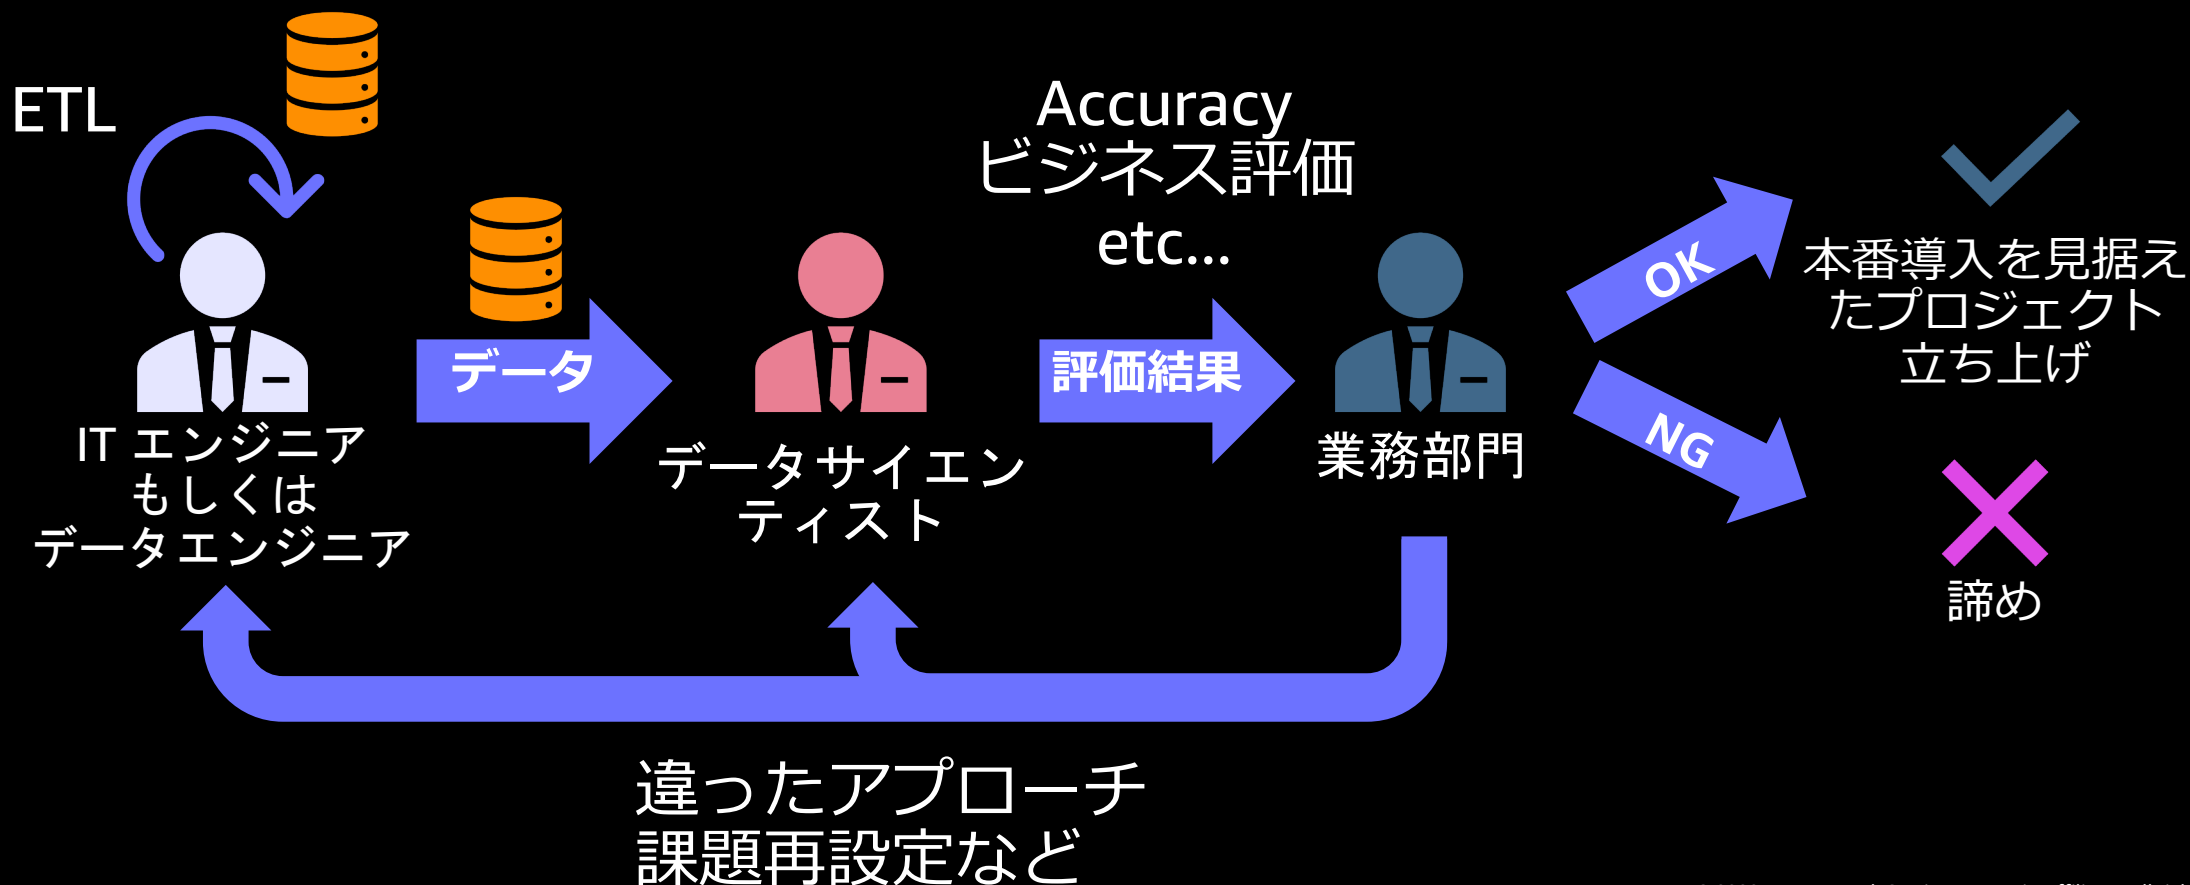 ETL
IT エンジニア
もしくは
データエンジニア
データ
データサイエン
ティスト
Accuracy
ビジネス評価
etc...
評価結果
業務部門
OK
本番導入を見据え
たプロジェクト
立ち上げ
NG
諦め
違ったアプローチ
課題再設定など